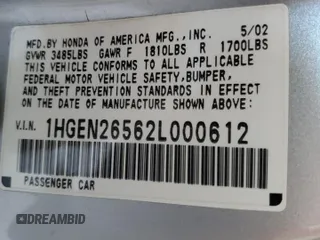 MFD.BY HONDA OF AMERICA MFG.,INC. 5/02
GVWR 3485LBS GAWR F 1810LBS R 1700LBS
THIS VEHICLE CONFORMS TO ALL APPLICABLE
FEDERAL MOTOR VEHICLE SAFETY,BUMPER,
AND THEFT PREVENTION STANDARDS IN EFFECT
ON THE DATE OF MANUFACTURE SHOWN ABOVE.
V.I.N. 1HGEN26562L000612
PASSENGER CAR
DREAMBID